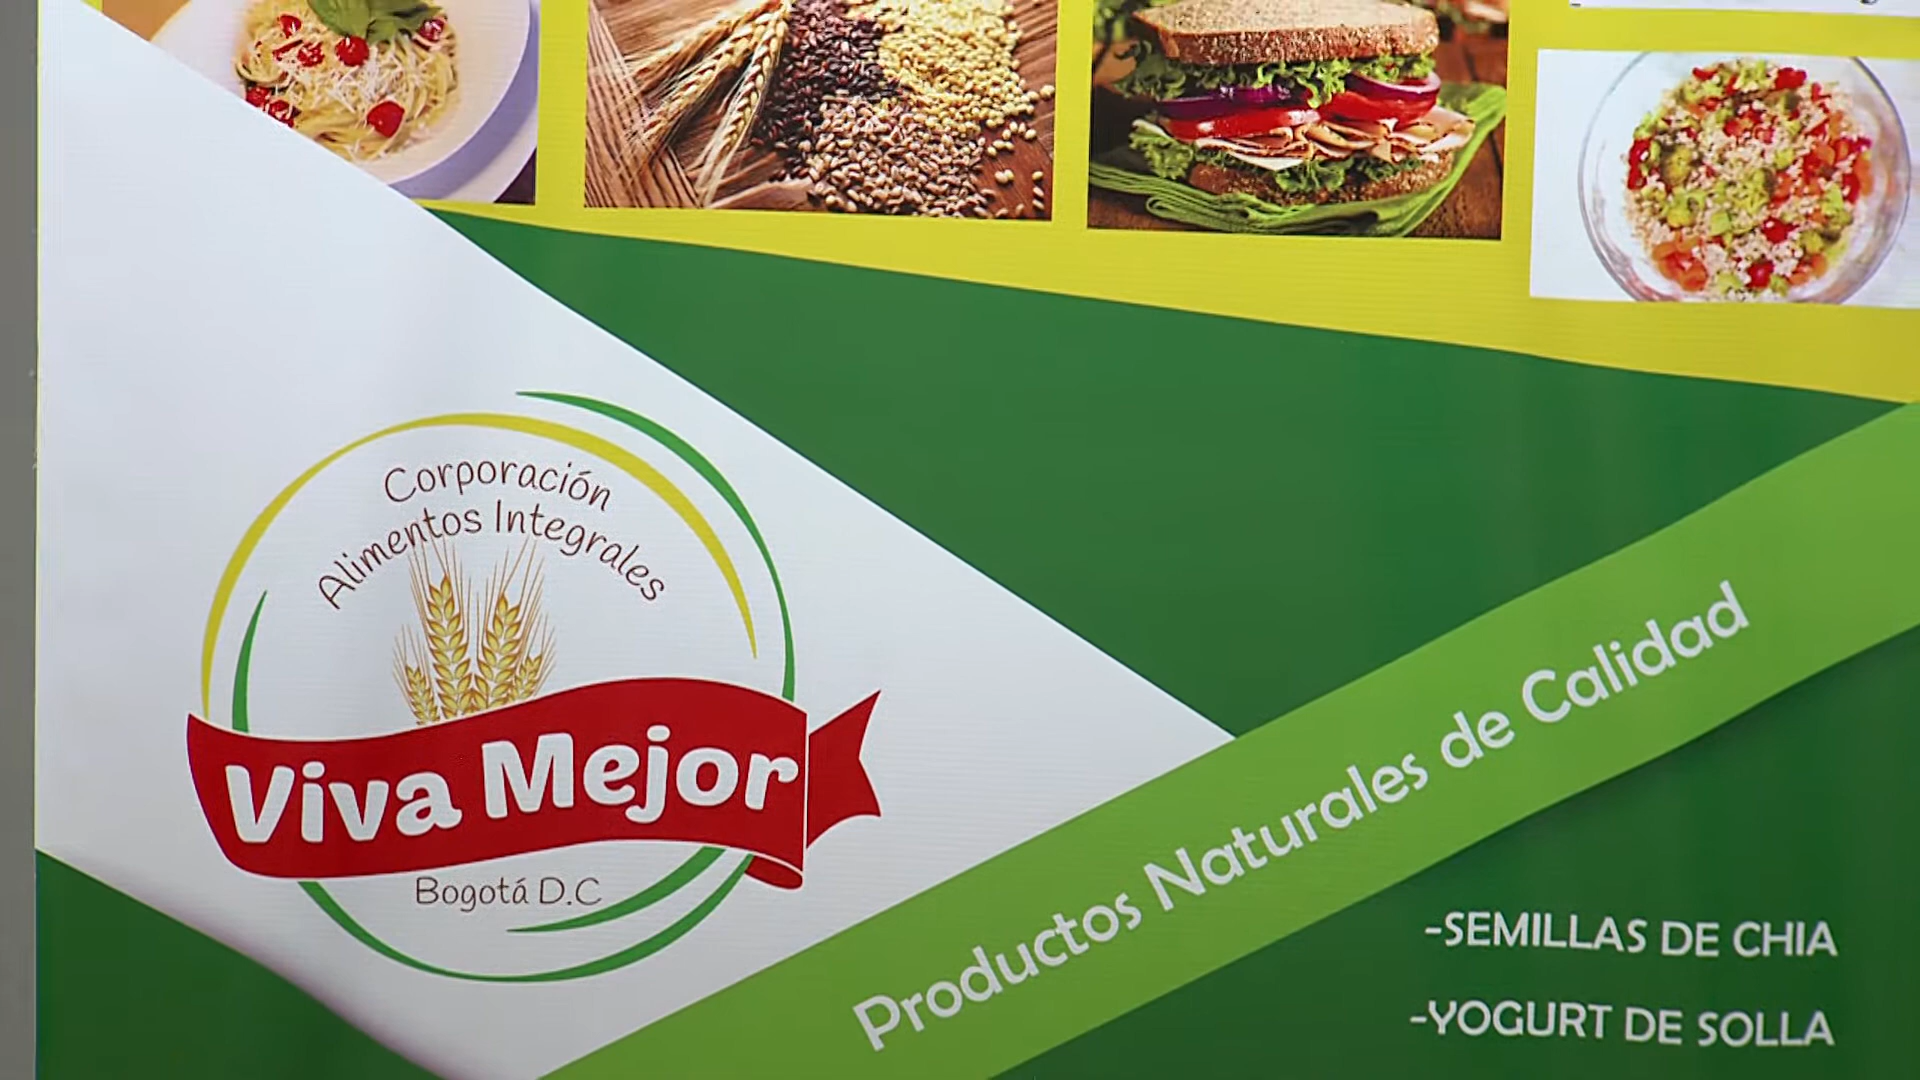 Corporación
Alimentos Integrales
Viva Mejor
Bogotá D.C
Productos Naturales de Calidad
-SEMILLAS DE CHIA
-YOGURT DE SOLLA